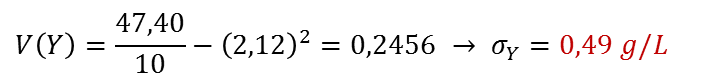 V(Y) = 47,40/10 − (2,12)² = 0,2456 → σ_Y = 0,49 g/L